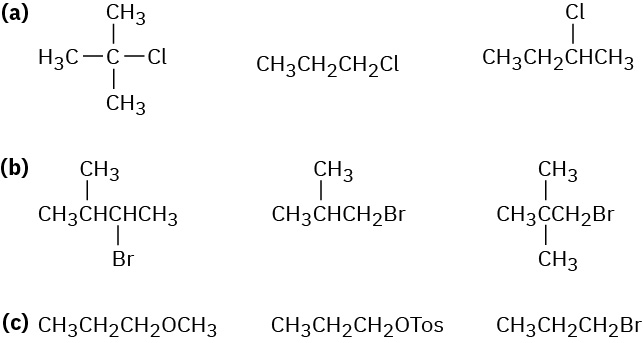 (a)
CH₃
H₃C—C—Cl
CH₃
CH₃CH₂CH₂Cl
Cl
CH₃CH₂CHCH₃
(b)
CH₃
CH₃CHCHCH₃
Br
CH₃
CH₃CHCH₂Br
CH₃
CH₃CCH₂Br
CH₃
(c) CH₃CH₂CH₂OCH₃ CH₃CH₂CH₂OTos CH₃CH₂CH₂Br